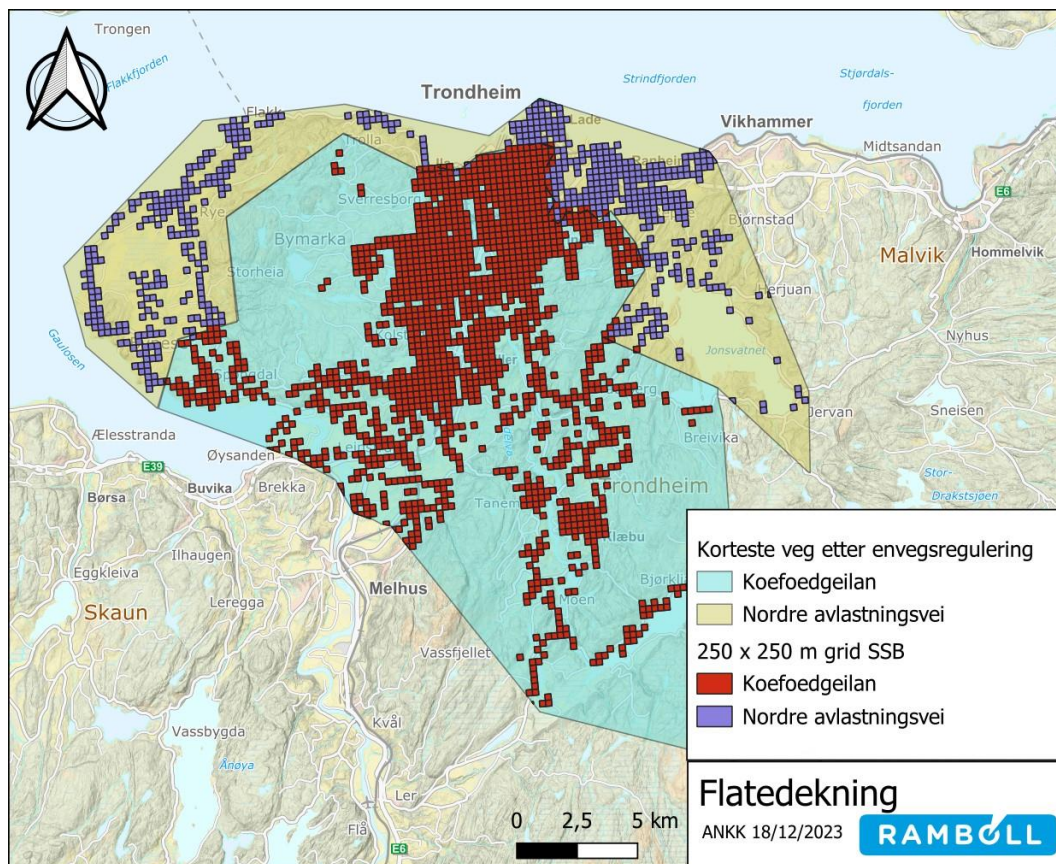 Trongen
Flakkfjorden
Trondheim
Strindfjorden
Stjørdals-
fjorden
Flakk
Trolla
Ila
Lade
Vikhammer
Midtsandan
Ranheim
E6
Rye
Sverresborg
Bymarka
Bjørnstad
Malvik
Hommelvik
Storheia
Herjuan
Gaulosen
Nyhus
Jonsvatnet
Jervan
Sneisen
Ælesstranda
Øysanden
Breivika
Stor-
Drakstsjøen
E39
Børsa
Buvika
Brekka
Tanem
Trondheim
Klæbu
Ilhaugen
Eggkleiva
Melhus
Moen
Skaun
Leregga
Vassfjellet
Kvål
Vassbygda
Ånøya
Ler
Flå
E6
Korteste veg etter envegsregulering
Koefoedgeilan
Nordre avlastningsvei
250 x 250 m grid SSB
Koefoedgeilan
Nordre avlastningsvei
0 2,5 5 km
Flatedekning
ANKK 18/12/2023
RAMBOLL